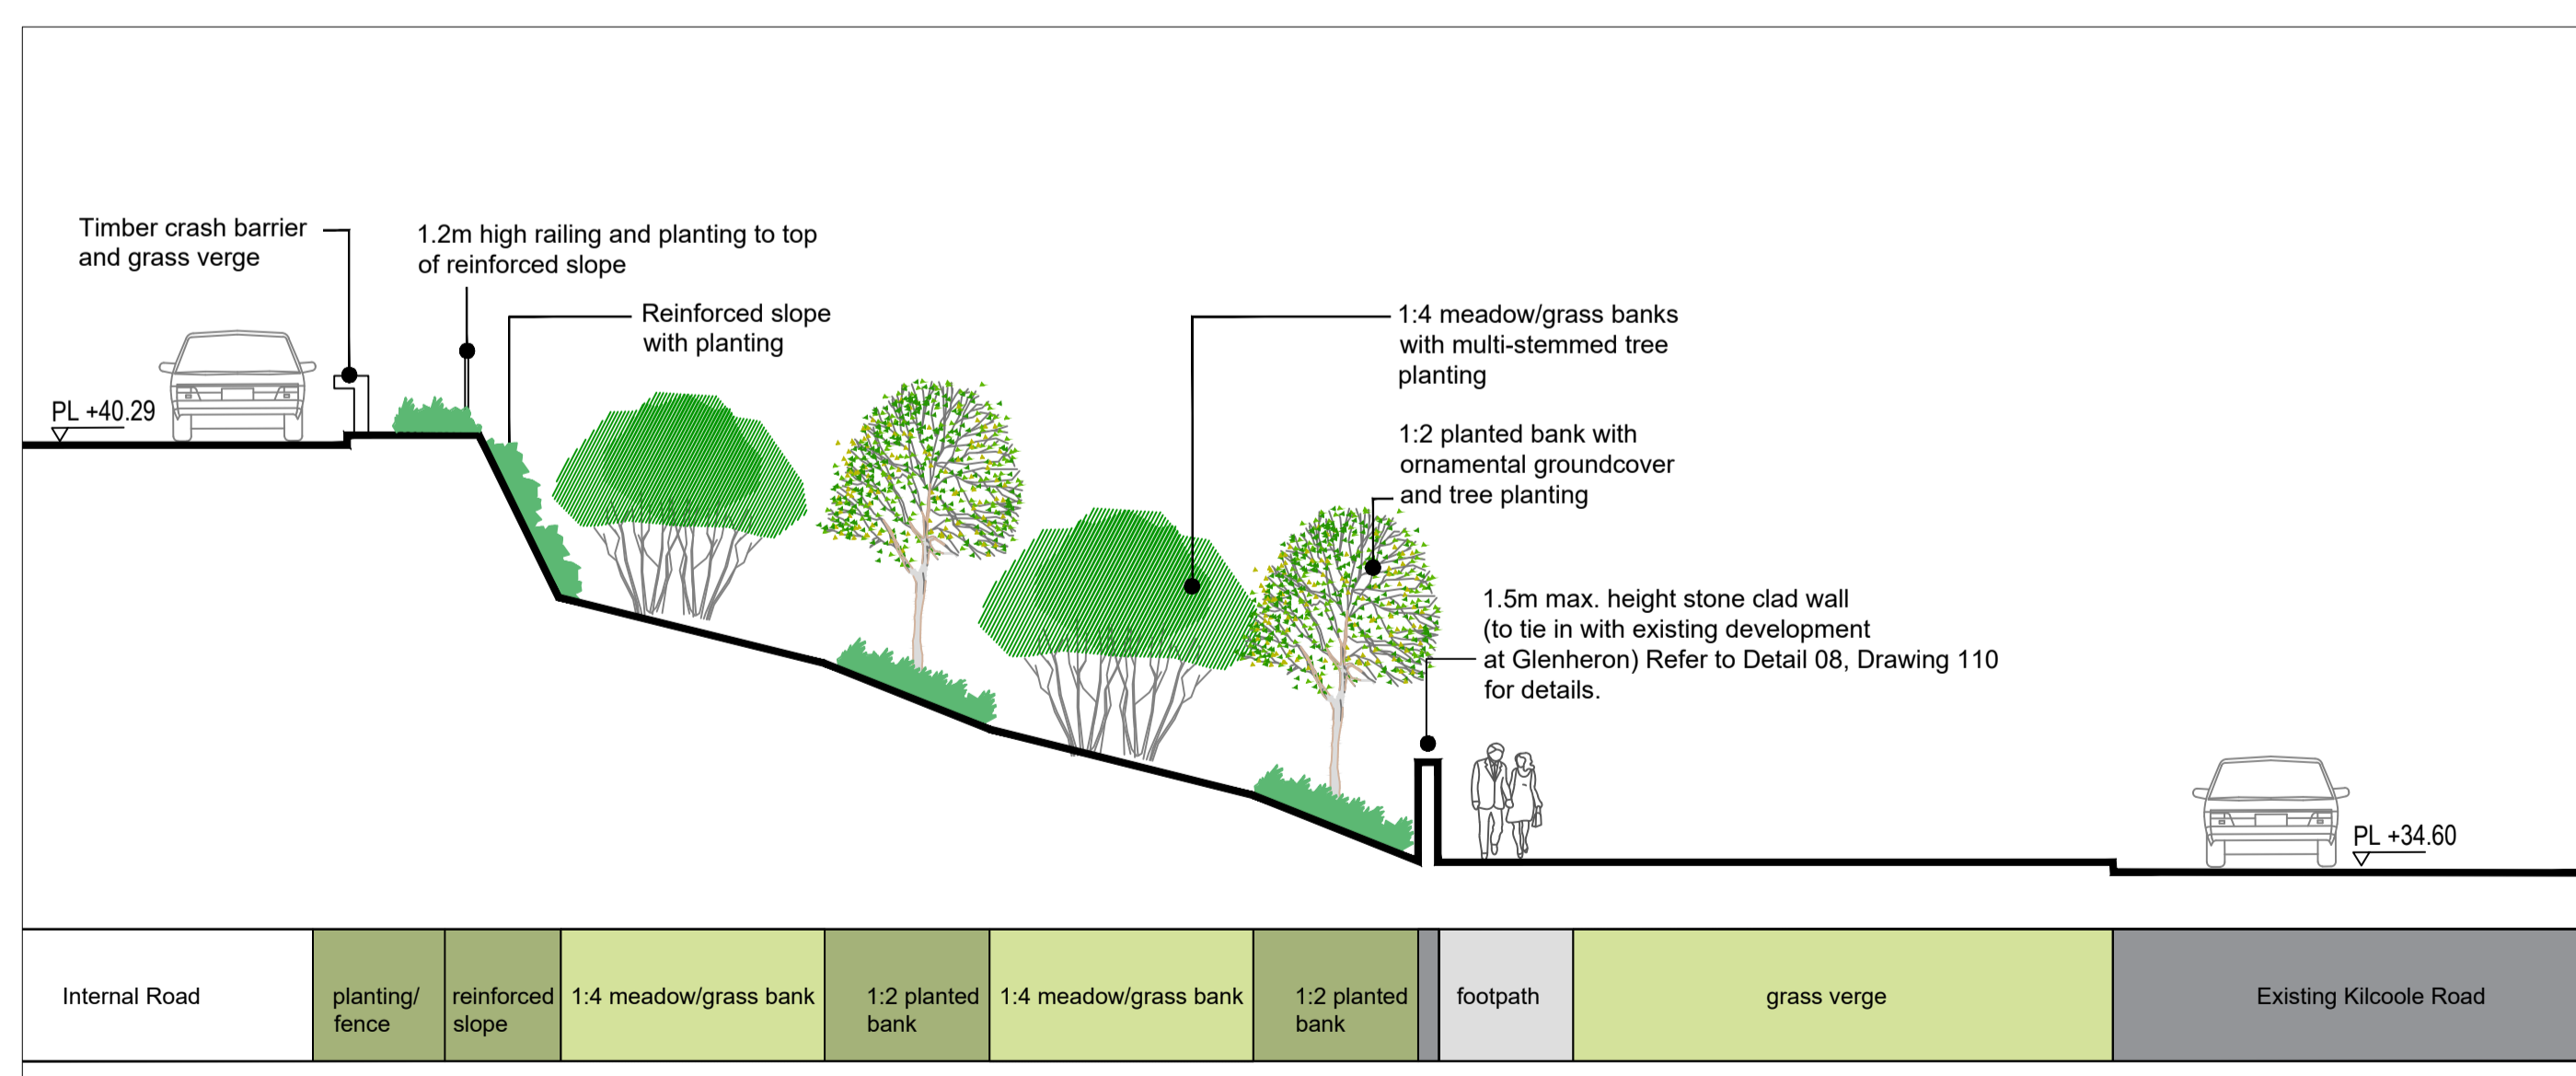 Timber crash barrier
and grass verge
1.2m high railing and planting to top
of reinforced slope
Reinforced slope
with planting
1:4 meadow/grass banks
with multi-stemmed tree
planting
PL +40.29
1:2 planted bank with
ornamental groundcover
and tree planting
1.5m max. height stone clad wall
(to tie in with existing development
at Glenheron) Refer to Detail 08, Drawing 110
for details.
PL +34.60
Internal Road
planting/
fence
reinforced
slope
1:4 meadow/grass bank
1:2 planted
bank
1:4 meadow/grass bank
1:2 planted
bank
footpath
grass verge
Existing Kilcoole Road